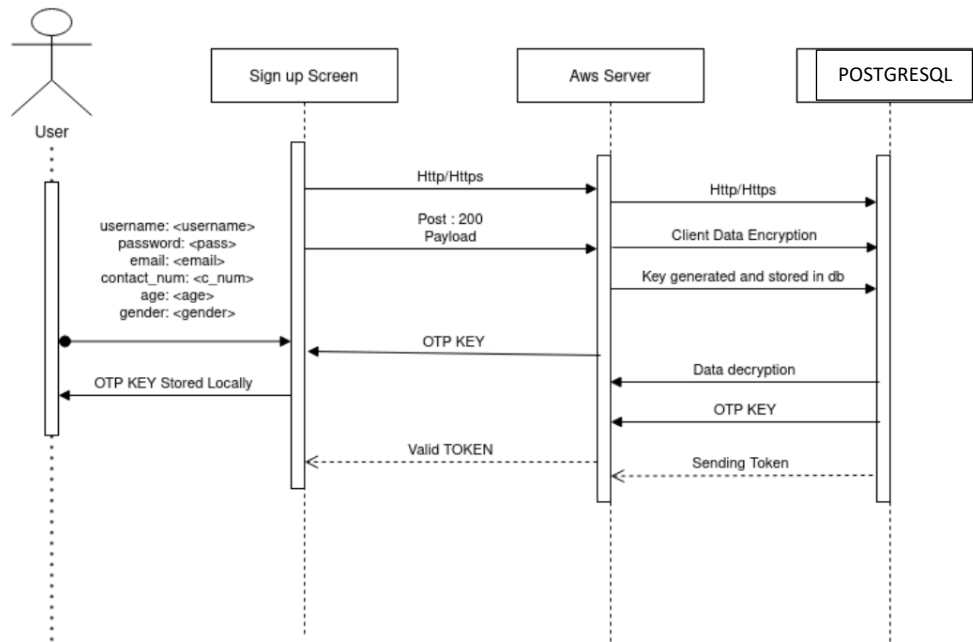 Sign up Screen
Aws Server
POSTGRESQL
User
Http/Https
Http/Https
username: <username>
password: <pass>
email: <email>
contact_num: <c_num>
age: <age>
gender: <gender>
Post : 200
Payload
Client Data Encryption
Key generated and stored in db
OTP KEY
OTP KEY Stored Locally
Data decryption
OTP KEY
Valid TOKEN
Sending Token